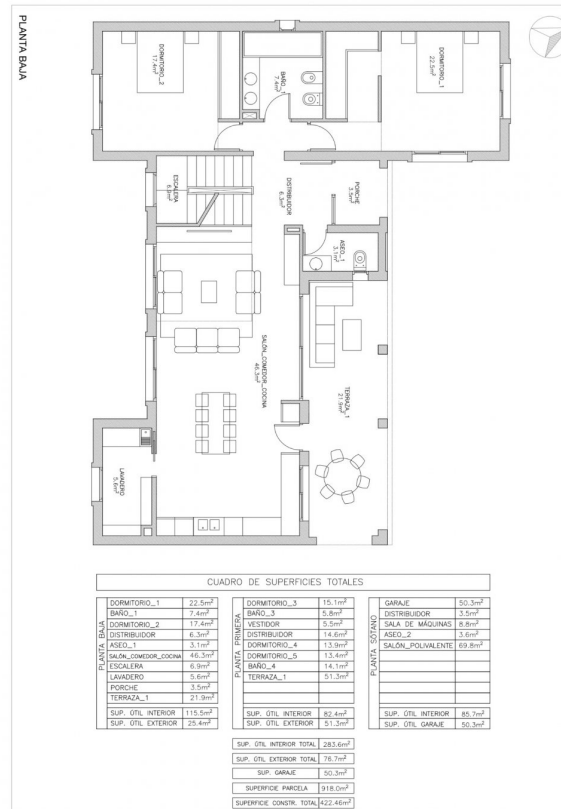 PLANTA BAJA
DORMITORIO_2
17.4m²
BAÑO_1
7.4m²
DORMITORIO_1
22.5m²
ESCALERA
6.9m²
DISTRIBUIDOR
6.3m²
PORCHE
3.5m²
ASEO_1
3.1m²
SALÓN_COMEDOR_COCINA
46.3m²
TERRAZA_1
21.9m²
LAVADERO
5.6m²
CUADRO DE SUPERFICIES TOTALES
PLANTA BAJA
DORMITORIO_1 22.5m²
BAÑO_1 7.4m²
DORMITORIO_2 17.4m²
DISTRIBUIDOR 6.3m²
ASEO_1 3.1m²
SALÓN_COMEDOR_COCINA 46.3m²
ESCALERA 6.9m²
LAVADERO 5.6m²
PORCHE 3.5m²
TERRAZA_1 21.9m²
SUP. ÚTIL INTERIOR 115.5m²
SUP. ÚTIL EXTERIOR 25.4m²
PLANTA PRIMERA
DORMITORIO_3 15.1m²
BAÑO_3 5.8m²
VESTIDOR 5.5m²
DISTRIBUIDOR 14.6m²
DORMITORIO_4 13.9m²
DORMITORIO_5 13.4m²
BAÑO_4 14.1m²
TERRAZA_1 51.3m²
SUP. ÚTIL INTERIOR 82.4m²
SUP. ÚTIL EXTERIOR 51.3m²
PLANTA SÓTANO
GARAJE 50.3m²
DISTRIBUIDOR 3.5m²
SALA DE MÁQUINAS 8.8m²
ASEO_2 3.6m²
SALÓN_POLIVALENTE 69.8m²
SUP. ÚTIL INTERIOR 85.7m²
SUP. ÚTIL GARAJE 50.3m²
SUP. ÚTIL INTERIOR TOTAL 283.6m²
SUP. ÚTIL EXTERIOR TOTAL 76.7m²
SUP. GARAJE 50.3m²
SUPERFICIE PARCELA 918.0m²
SUPERFICIE CONSTR. TOTAL 422.46m²